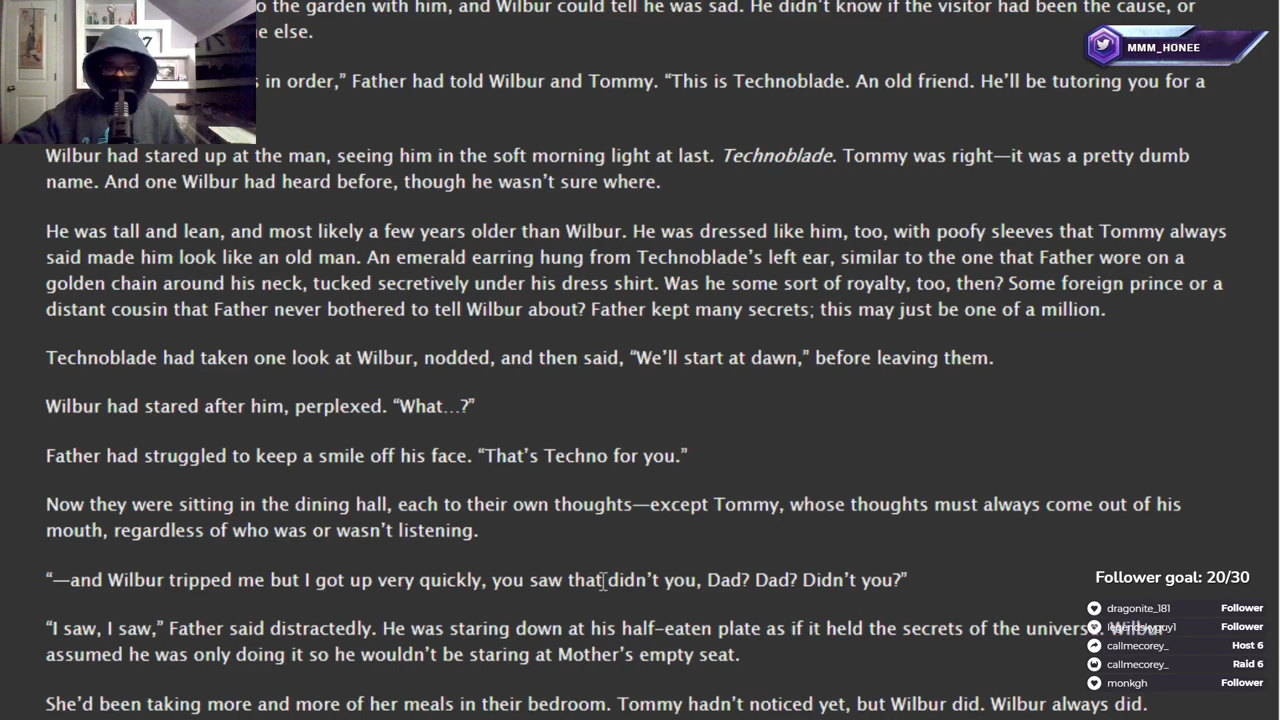 o the garden with him, and Wilbur could tell he was sad. He didn’t know if the visitor had been the cause, or
e else.
MMM_HONEE
s in order,” Father had told Wilbur and Tommy. “This is Technoblade. An old friend. He’ll be tutoring you for a
Wilbur had stared up at the man, seeing him in the soft morning light at last. Technoblade. Tommy was right—it was a pretty dumb
name. And one Wilbur had heard before, though he wasn’t sure where.
He was tall and lean, and most likely a few years older than Wilbur. He was dressed like him, too, with poofy sleeves that Tommy always
said made him look like an old man. An emerald earring hung from Technoblade’s left ear, similar to the one that Father wore on a
golden chain around his neck, tucked secretively under his dress shirt. Was he some sort of royalty, too, then? Some foreign prince or a
distant cousin that Father never bothered to tell Wilbur about? Father kept many secrets; this may just be one of a million.
Technoblade had taken one look at Wilbur, nodded, and then said, “We’ll start at dawn,” before leaving them.
Wilbur had stared after him, perplexed. “What…?”
Father had struggled to keep a smile off his face. “That’s Techno for you.”
Now they were sitting in the dining hall, each to their own thoughts—except Tommy, whose thoughts must always come out of his
mouth, regardless of who was or wasn’t listening.
“—and Wilbur tripped me but I got up very quickly, you saw that didn’t you, Dad? Dad? Didn’t you?”
“I saw, I saw,” Father said distractedly. He was staring down at his half-eaten plate as if it held the secrets of the universe. Wilbur
assumed he was only doing it so he wouldn’t be staring at Mother’s empty seat.
She’d been taking more and more of her meals in their bedroom. Tommy hadn’t noticed yet, but Wilbur did. Wilbur always did.
Follower goal: 20/30
dragonite_181 Follower
Follower
callmecorey_ Host 6
callmecorey_ Raid 6
monkgh Follower